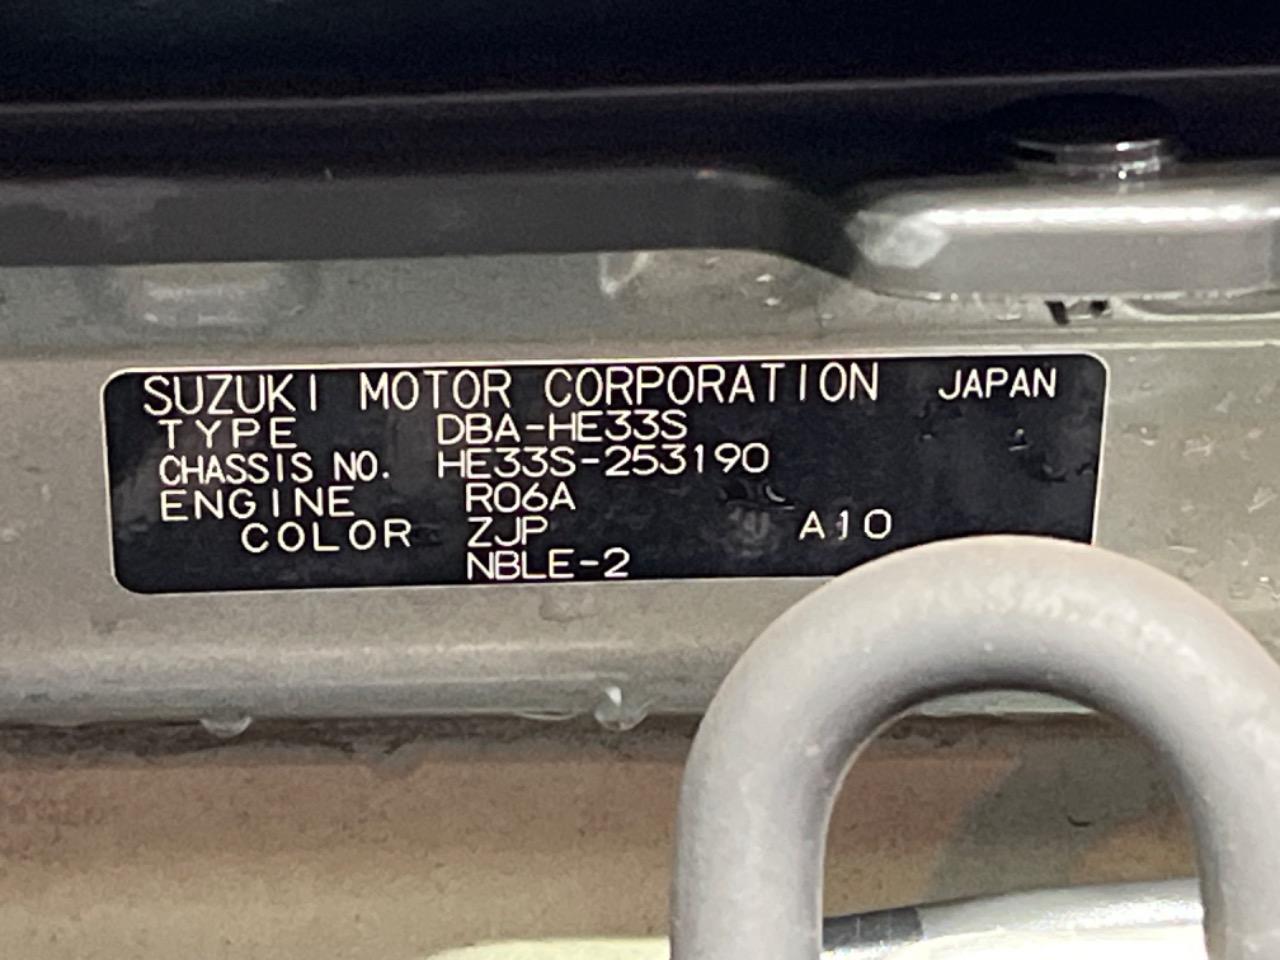 SUZUKI MOTOR CORPORATION JAPAN
TYPE DBA-HE33S
CHASSIS NO. HE33S-253190
ENGINE R06A
COLOR ZJP A10
NBLE-2